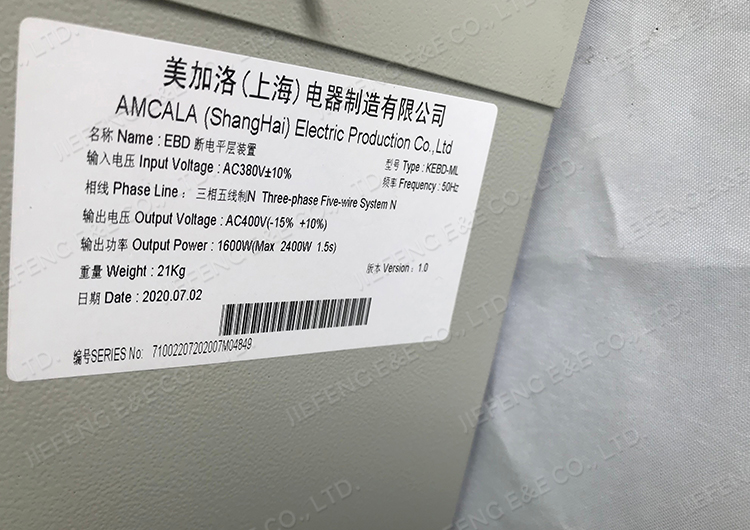 美加洛(上海)电器制造有限公司
AMCALA (ShangHai) Electric Production Co.,Ltd
名称 Name : EBD 断电平层装置
型号 Type : KEBD-ML
输入电压 Input Voltage : AC380V±10%
频率 Frequency : 50Hz
相线 Phase Line : 三相五线制N Three-phase Five-wire System N
输出电压 Output Voltage : AC400V(-15% +10%)
输出功率 Output Power : 1600W(Max 2400W 1.5s)
重量 Weight : 21Kg
版本 Version : 1.0
日期 Date : 2020.07.02
编号SERIES No: 71002207202007M04849
JIEFENG E&E CO., LTD.